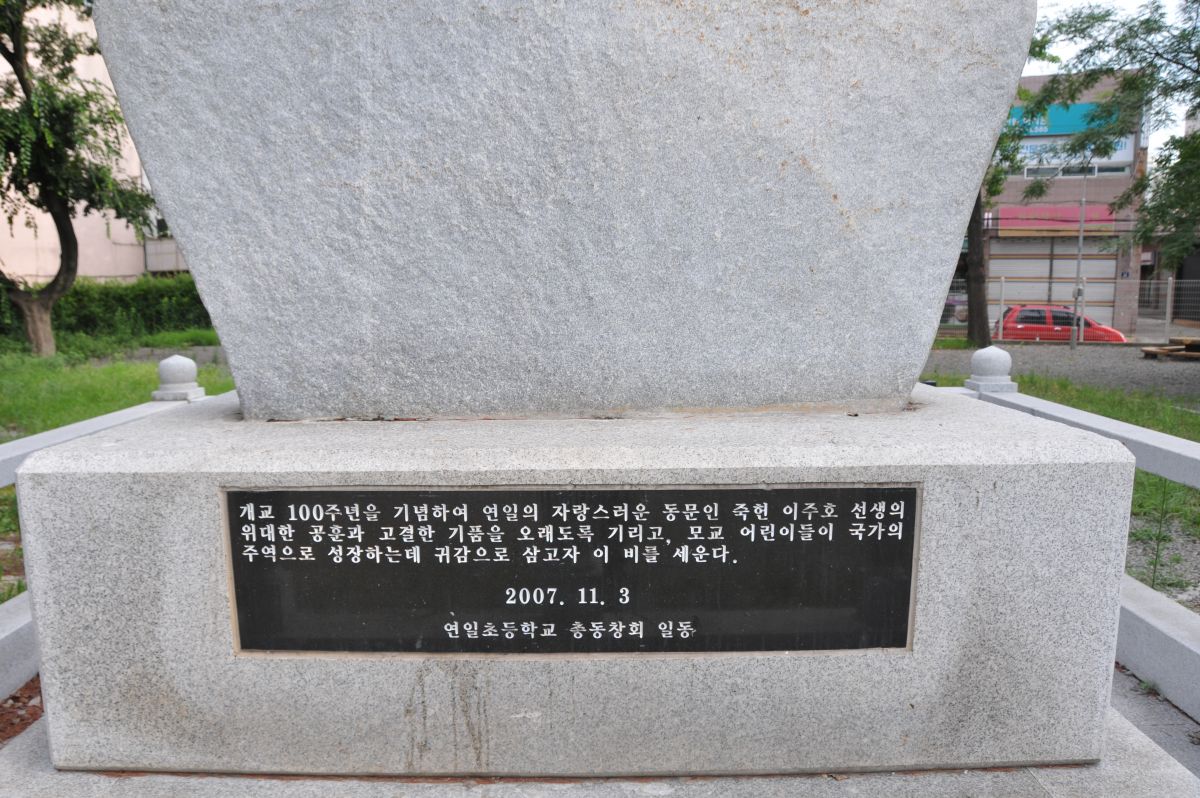 개교 100주년을 기념하여 연일의 자랑스러운 동문인 죽헌 이주호 선생의
위대한 공훈과 고결한 기품을 오래도록 기리고, 모교 어린이들이 국가의
주역으로 성장하는데 귀감으로 삼고자 이 비를 세운다.
2007. 11. 3
연일초등학교 총동창회 일동